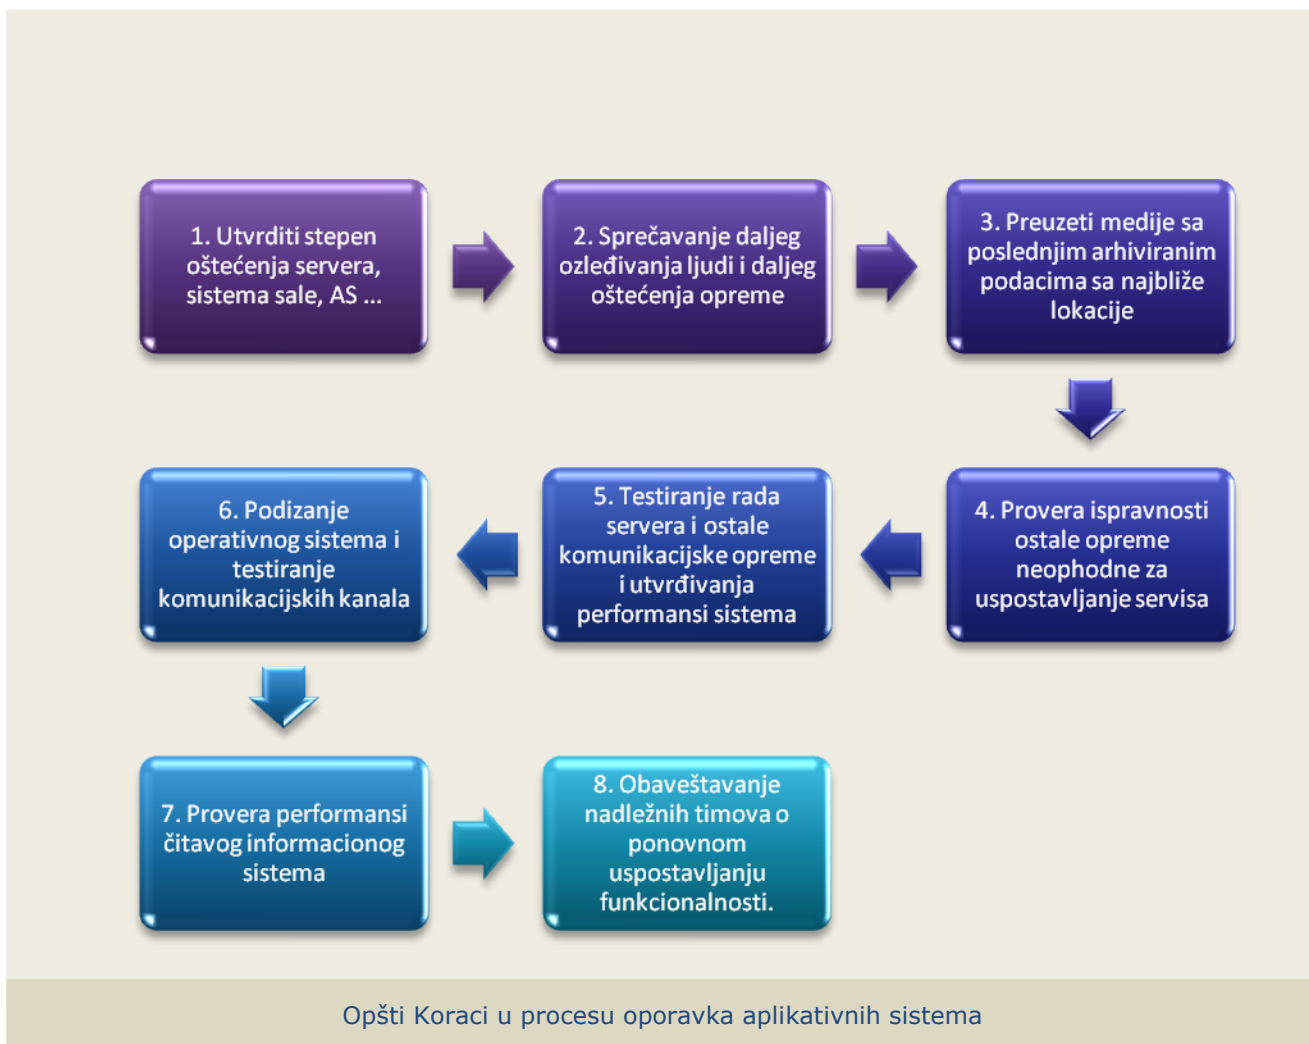 1. Utvrditi stepen
oštećenja servera,
sistema sale, AS ...
2. Sprečavanje daljeg
ozleđivanja ljudi i daljeg
oštećenja opreme
3. Preuzeti medije sa
poslednjim arhiviranim
podacima sa najbliže
lokacije
4. Provera ispravnosti
ostale opreme
neophodne za
uspostavljanje servisa
5. Testiranje rada
servera i ostale
komunikacijske opreme
i utvrđivanja
performansi sistema
6. Podizanje
operativnog sistema i
testiranje
komunikacijskih kanala
7. Provera performansi
čitavog informacionog
sistema
8. Obaveštavanje
nadležnih timova o
ponovnom
uspostavljanju
funkcionalnosti.
Opšti Koraci u procesu oporavka aplikativnih sistema